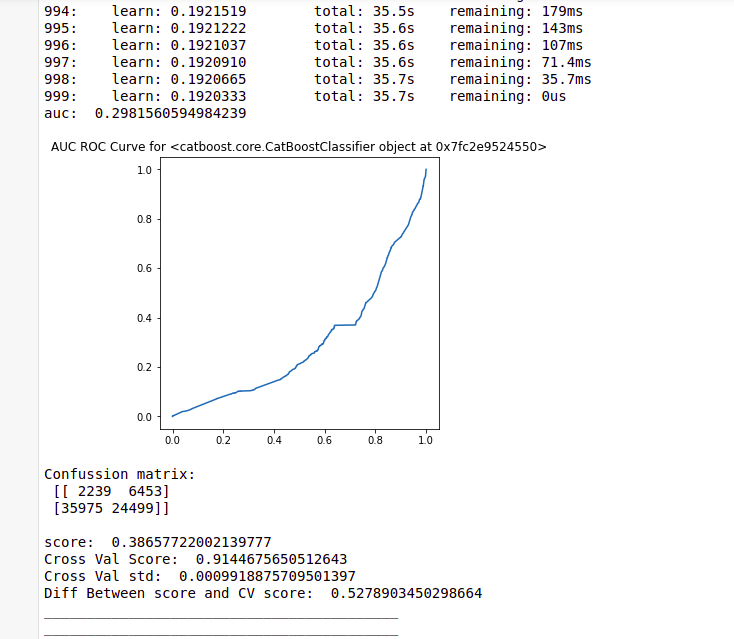 994: learn: 0.1921519 total: 35.5s remaining: 179ms
995: learn: 0.1921222 total: 35.6s remaining: 143ms
996: learn: 0.1921037 total: 35.6s remaining: 107ms
997: learn: 0.1920910 total: 35.6s remaining: 71.4ms
998: learn: 0.1920665 total: 35.7s remaining: 35.7ms
999: learn: 0.1920333 total: 35.7s remaining: 0us
auc: 0.2981560594984239
AUC ROC Curve for <catboost.core.CatBoostClassifier object at 0x7fc2e9524550>
1.0
0.8
0.6
0.4
0.2
0.0
0.0 0.2 0.4 0.6 0.8 1.0
Confussion matrix:
[[ 2239 6453]
[35975 24499]]
score: 0.38657722002139777
Cross Val Score: 0.9144675650512643
Cross Val std: 0.0009918875709501397
Diff Between score and CV score: 0.5278903450298664